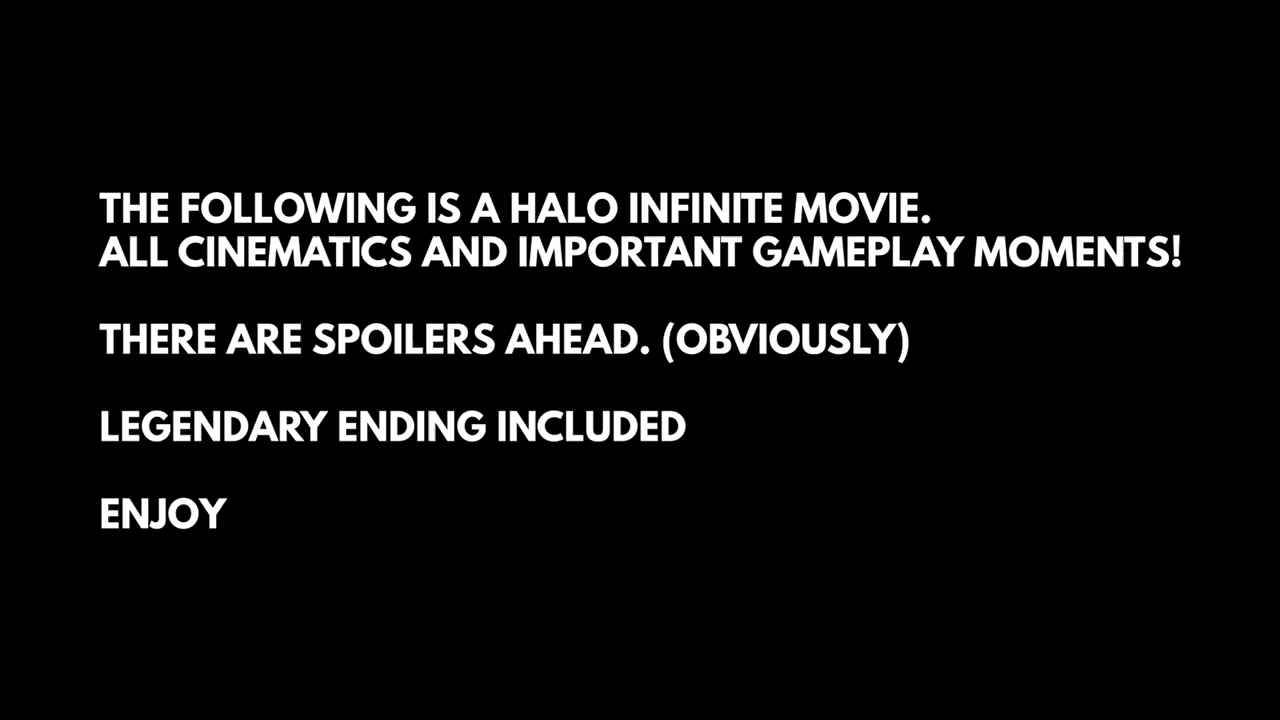 THE FOLLOWING IS A HALO INFINITE MOVIE.
ALL CINEMATICS AND IMPORTANT GAMEPLAY MOMENTS!
THERE ARE SPOILERS AHEAD. (OBVIOUSLY)
LEGENDARY ENDING INCLUDED
ENJOY